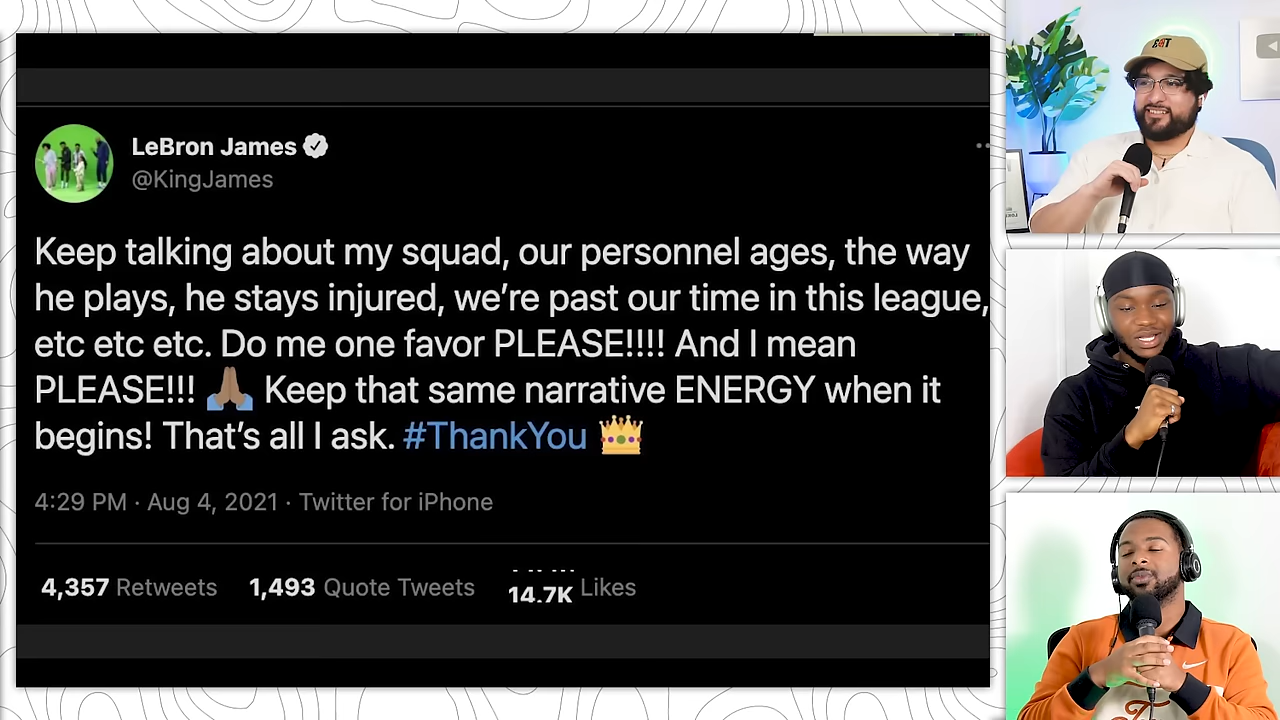 LeBron James
@KingJames
Keep talking about my squad, our personnel ages, the way
he plays, he stays injured, we’re past our time in this league,
etc etc etc. Do me one favor PLEASE!!!! And I mean
PLEASE!!! 🙏🏽 Keep that same narrative ENERGY when it
begins! That’s all I ask. #ThankYou 👑
4:29 PM · Aug 4, 2021 · Twitter for iPhone
4,357 Retweets 1,493 Quote Tweets 14.7K Likes